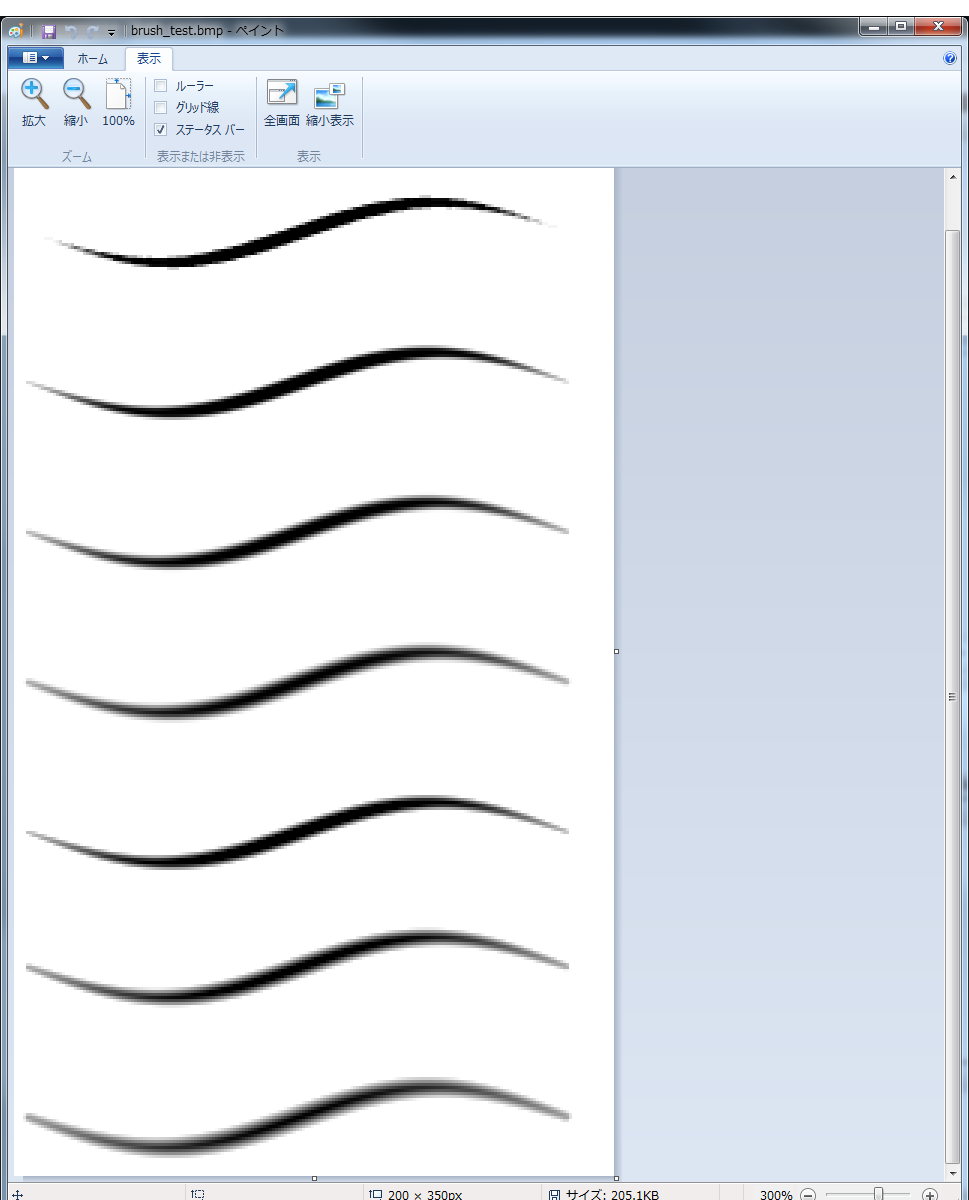 brush_test.bmp - ペイント
ホーム 表示
拡大 縮小 100%
ズーム
ルーラー
グリッド線
ステータス バー
表示または非表示
全画面 縮小表示
表示
200 × 350px サイズ: 205.1KB 300%